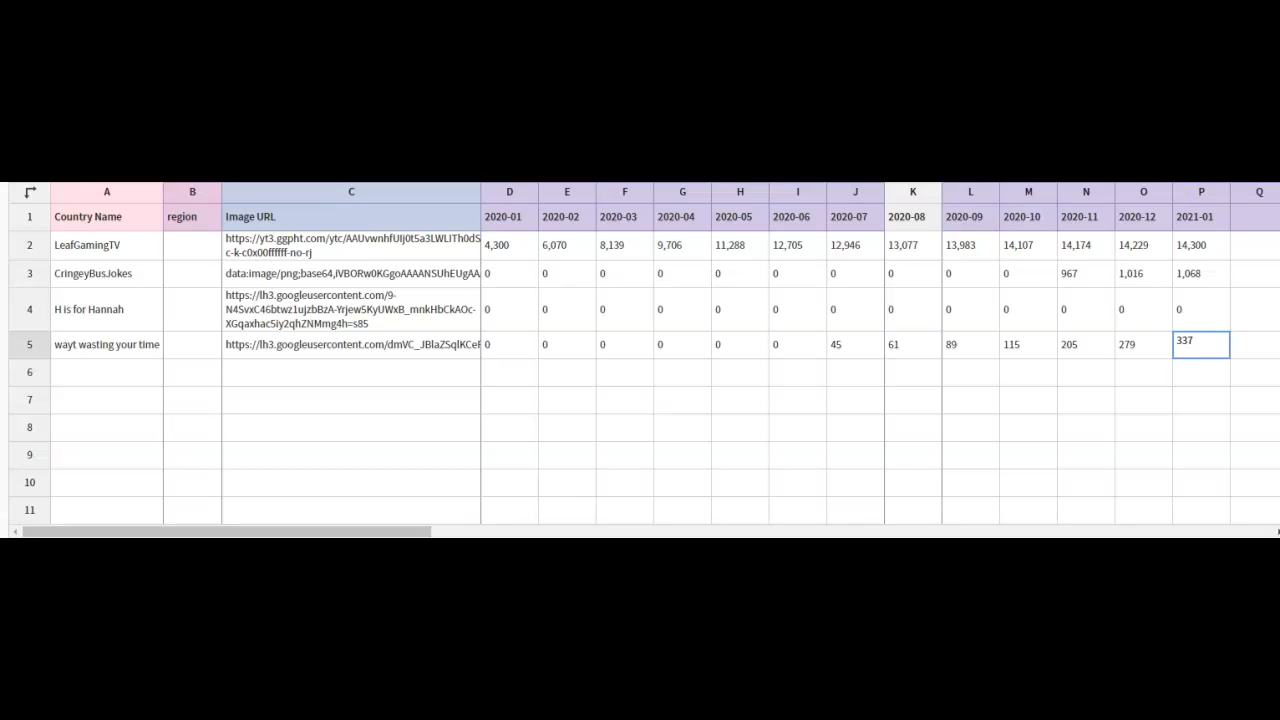 A B C D E F G H I J K L M N O P Q
1 Country Name region Image URL 2020-01 2020-02 2020-03 2020-04 2020-05 2020-06 2020-07 2020-08 2020-09 2020-10 2020-11 2020-12 2021-01
2 LeafGamingTV https://yt3.ggpht.com/ytc/AAUvwnhfUIJ0t5a3LWLITh0dS 4,300 6,070 8,139 9,706 11,288 12,705 12,946 13,077 13,983 14,107 14,174 14,229 14,300
c-k-c0x00ffffff-no-rj
3 CringeyBusJokes data:image/png;base64,iVBORw0KGgoAAAANSUhEUgAA 0 0 0 0 0 0 0 0 0 0 967 1,016 1,068
https://lh3.googleusercontent.com/9-
4 H is for Hannah N4SvxC46btwz1ujzbBzA-Yrjew5KyUWxB_mnkHbCkAOc- 0 0 0 0 0 0 0 0 0 0 0 0 0
XGqaxhac5iy2qhZNMmg4h=s85
5 wayt wasting your time https://lh3.googleusercontent.com/dmVC_JBlaZSqlKCeF 0 0 0 0 0 0 45 61 89 115 205 279 337
6
7
8
9
10
11